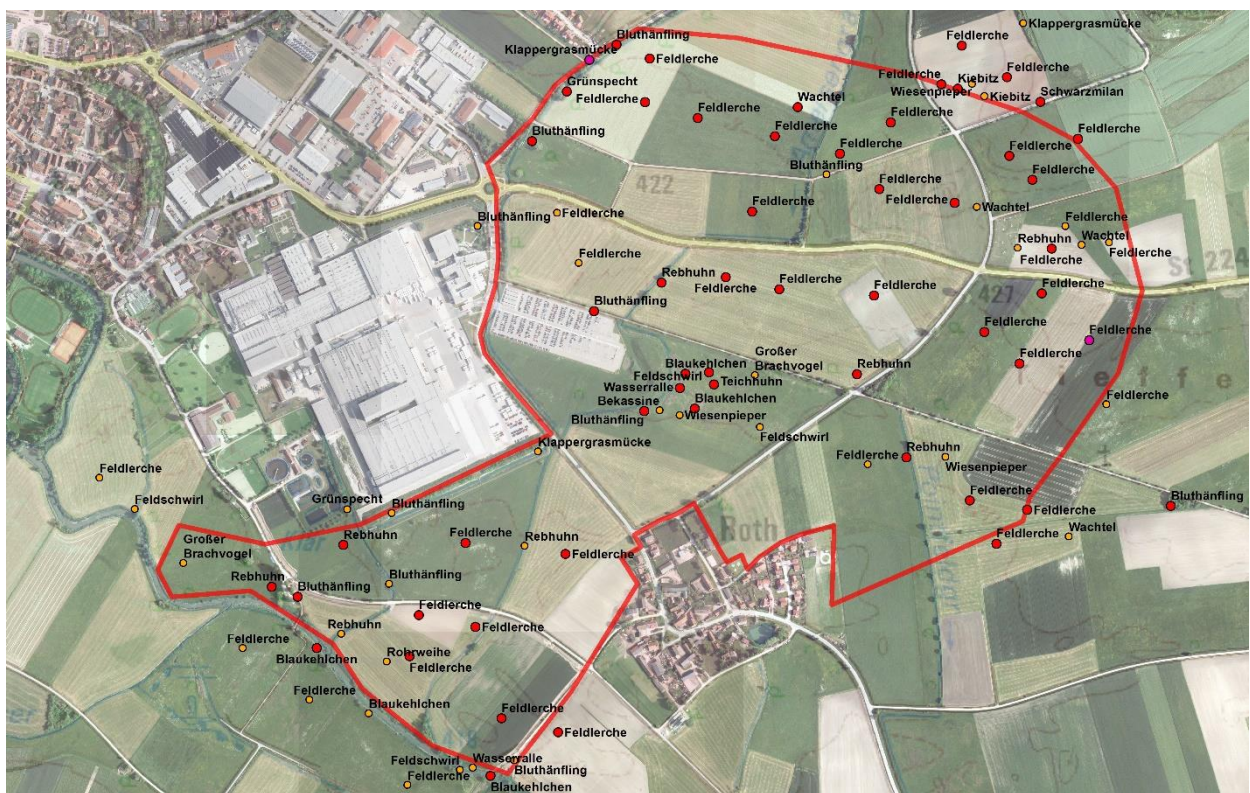 Klappergrasmücke
Bluthänfling
Feldlerche
Klappergrasmücke
Feldlerche
Grünspecht
Feldlerche
Feldlerche
Feldlerche
Kiebitz
Wiesenpieper
Kiebitz
Schwarzmilan
Wachtel
Feldlerche
Feldlerche
Feldlerche
Bluthänfling
Feldlerche
Feldlerche
Feldlerche
Bluthänfling
422
Feldlerche
Feldlerche
Feldlerche
Wachtel
Feldlerche
Feldlerche
Bluthänfling
Feldlerche
Wachtel
Rebhuhn
Feldlerche
Feldlerche
Feldlerche
St 224
Rebhuhn
Feldlerche
Feldlerche
Feldlerche
Feldlerche
427
Bluthänfling
Feldlerche
Feldlerche
Großer
Brachvogel
Blaukehlchen
Feldschwirl
Teichhuhn
Wasserralle
Rebhuhn
Feldlerche
Tieffe
Bekassine
Blaukehlchen
Bluthänfling
Wiesenpieper
Feldschwirl
Feldlerche
Klappergrasmücke
Feldlerche
Rebhuhn
Wiesenpieper
Feldlerche
Feldschwirl
Grünspecht
Bluthänfling
Feldlerche
Feldlerche
Bluthänfling
Roth
Wachtel
Feldlerche
Großer
Brachvogel
Rebhuhn
Feldlerche
Rebhuhn
Feldlerche
Rebhuhn
Bluthänfling
Bluthänfling
Feldlerche
Feldlerche
Rebhuhn
Feldlerche
Blaukehlchen
Rohrweihe
Feldlerche
Feldlerche
Blaukehlchen
Feldlerche
Feldlerche
Feldschwirl
Wasserralle
Bluthänfling
Feldlerche
Blaukehlchen